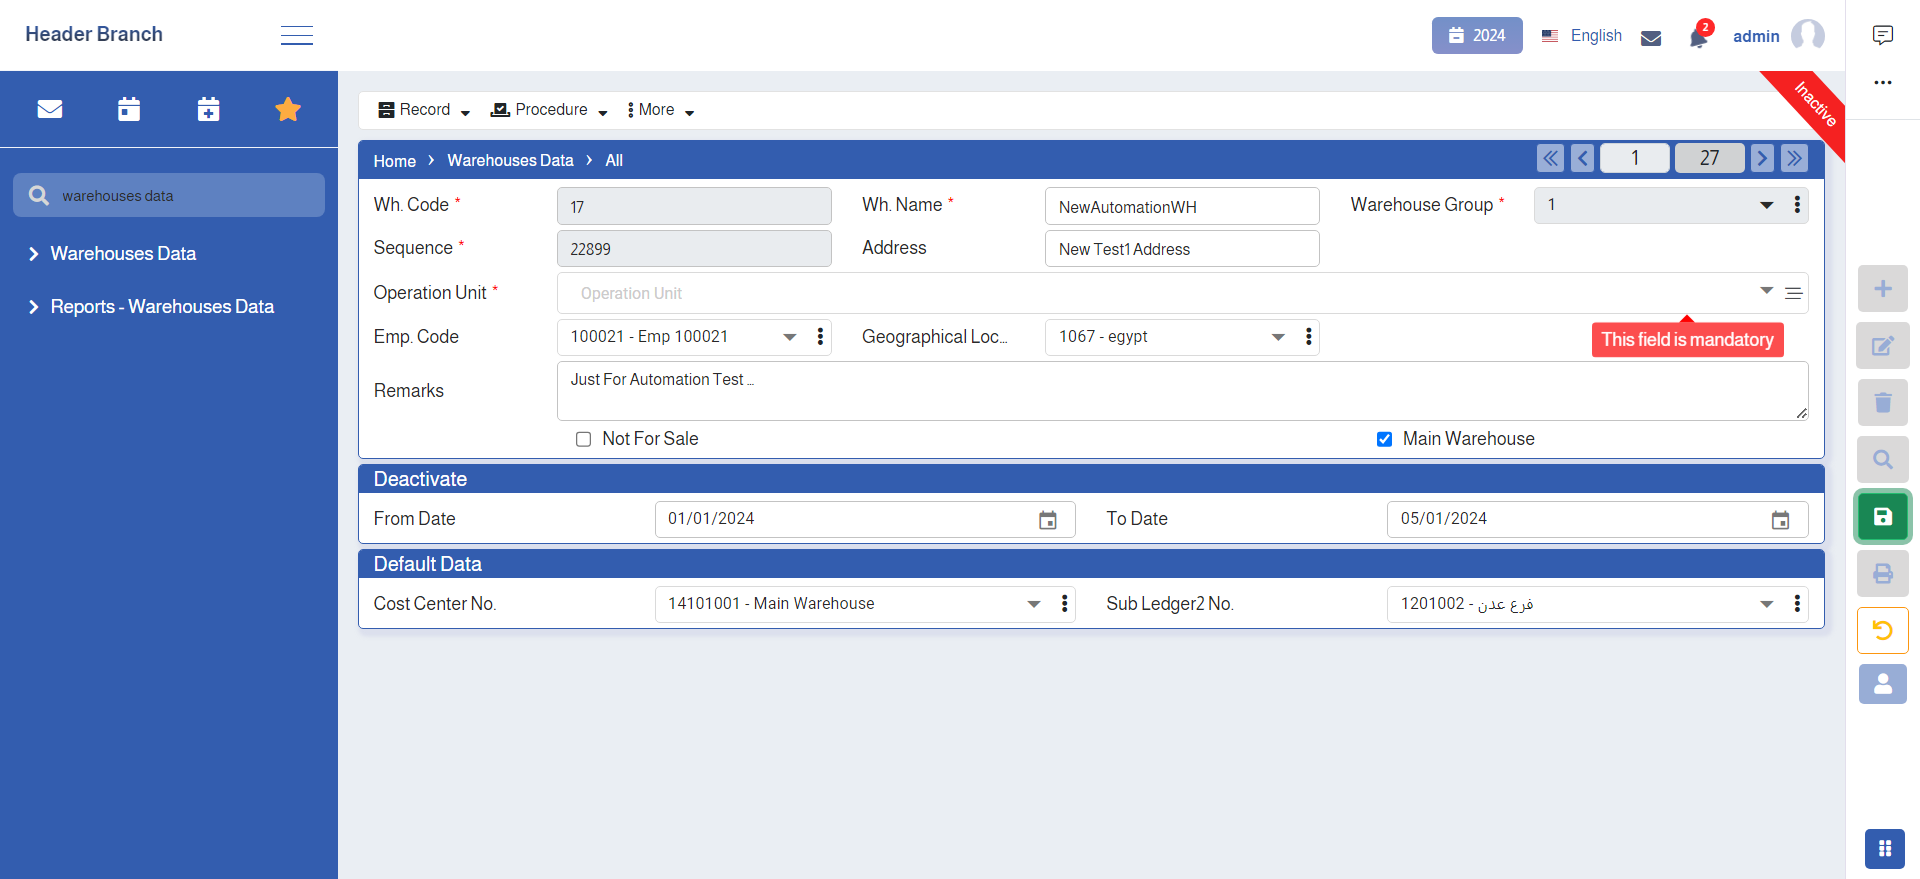 Header Branch
2024
English
2
admin
warehouses data
Warehouses Data
Reports - Warehouses Data
Record
Procedure
More
Inactive
Home > Warehouses Data > All
1
27
Wh. Code *
17
Wh. Name *
NewAutomationWH
Warehouse Group *
1
Sequence *
22899
Address
New Test1 Address
Operation Unit *
Operation Unit
Emp. Code
100021 - Emp 100021
Geographical Loc...
1067 - egypt
This field is mandatory
Remarks
Just For Automation Test ...
Not For Sale
Main Warehouse
Deactivate
From Date
01/01/2024
To Date
05/01/2024
Default Data
Cost Center No.
14101001 - Main Warehouse
Sub Ledger2 No.
1201002 - فرع عدن